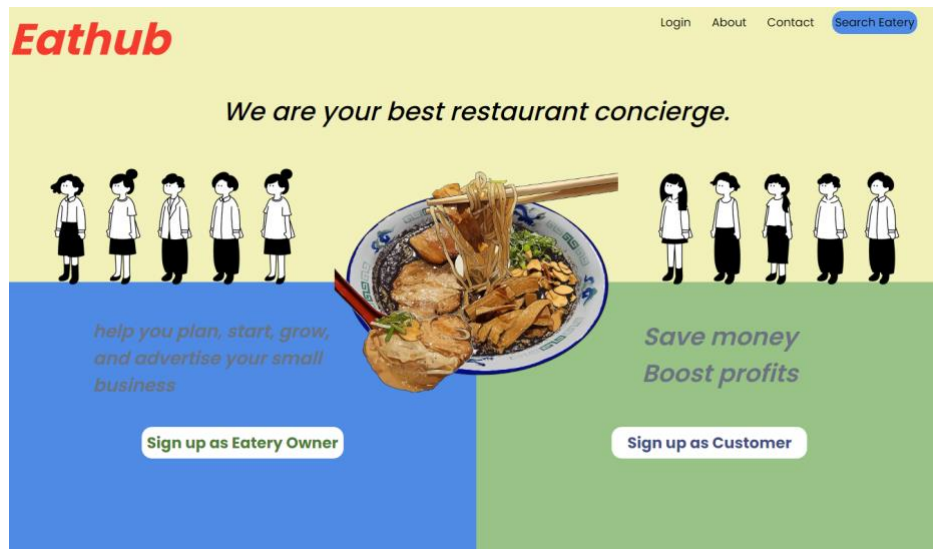 Eathub
Login About Contact Search Eatery
We are your best restaurant concierge.
help you plan, start, grow,
and advertise your small
business
Sign up as Eatery Owner
Save money
Boost profits
Sign up as Customer